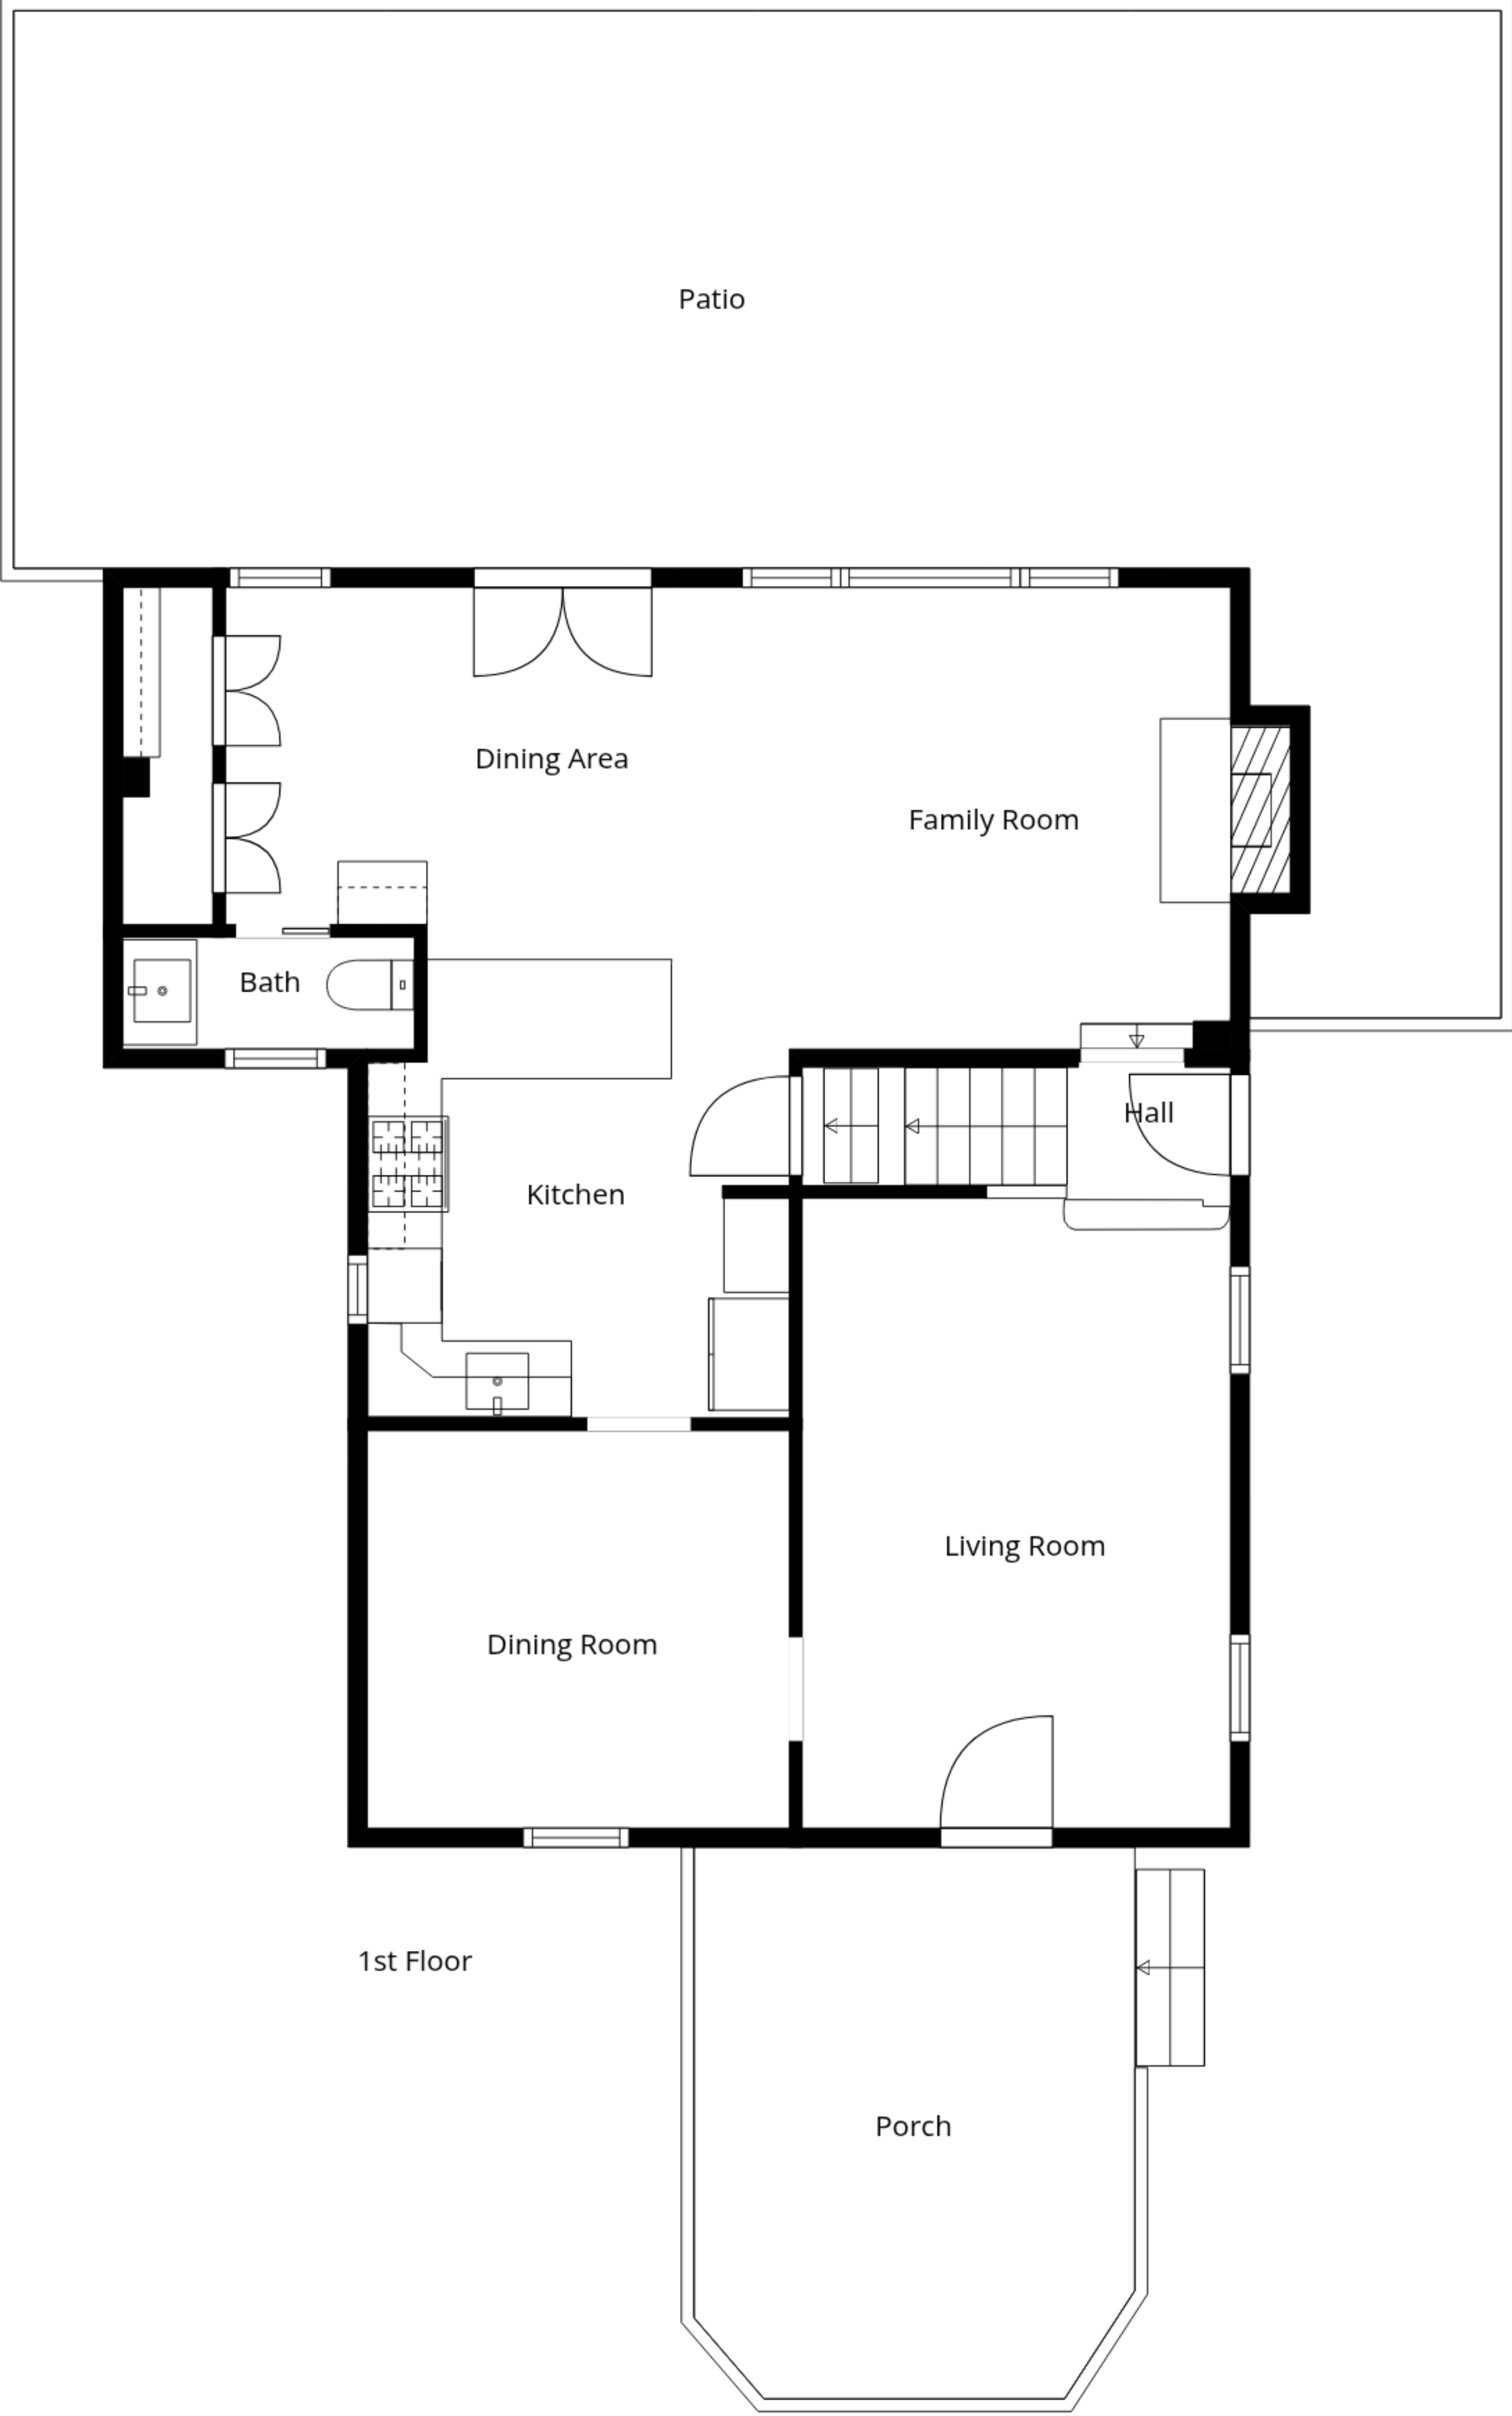 Patio
Dining Area
Family Room
Bath
Hall
Kitchen
Living Room
Dining Room
1st Floor
Porch